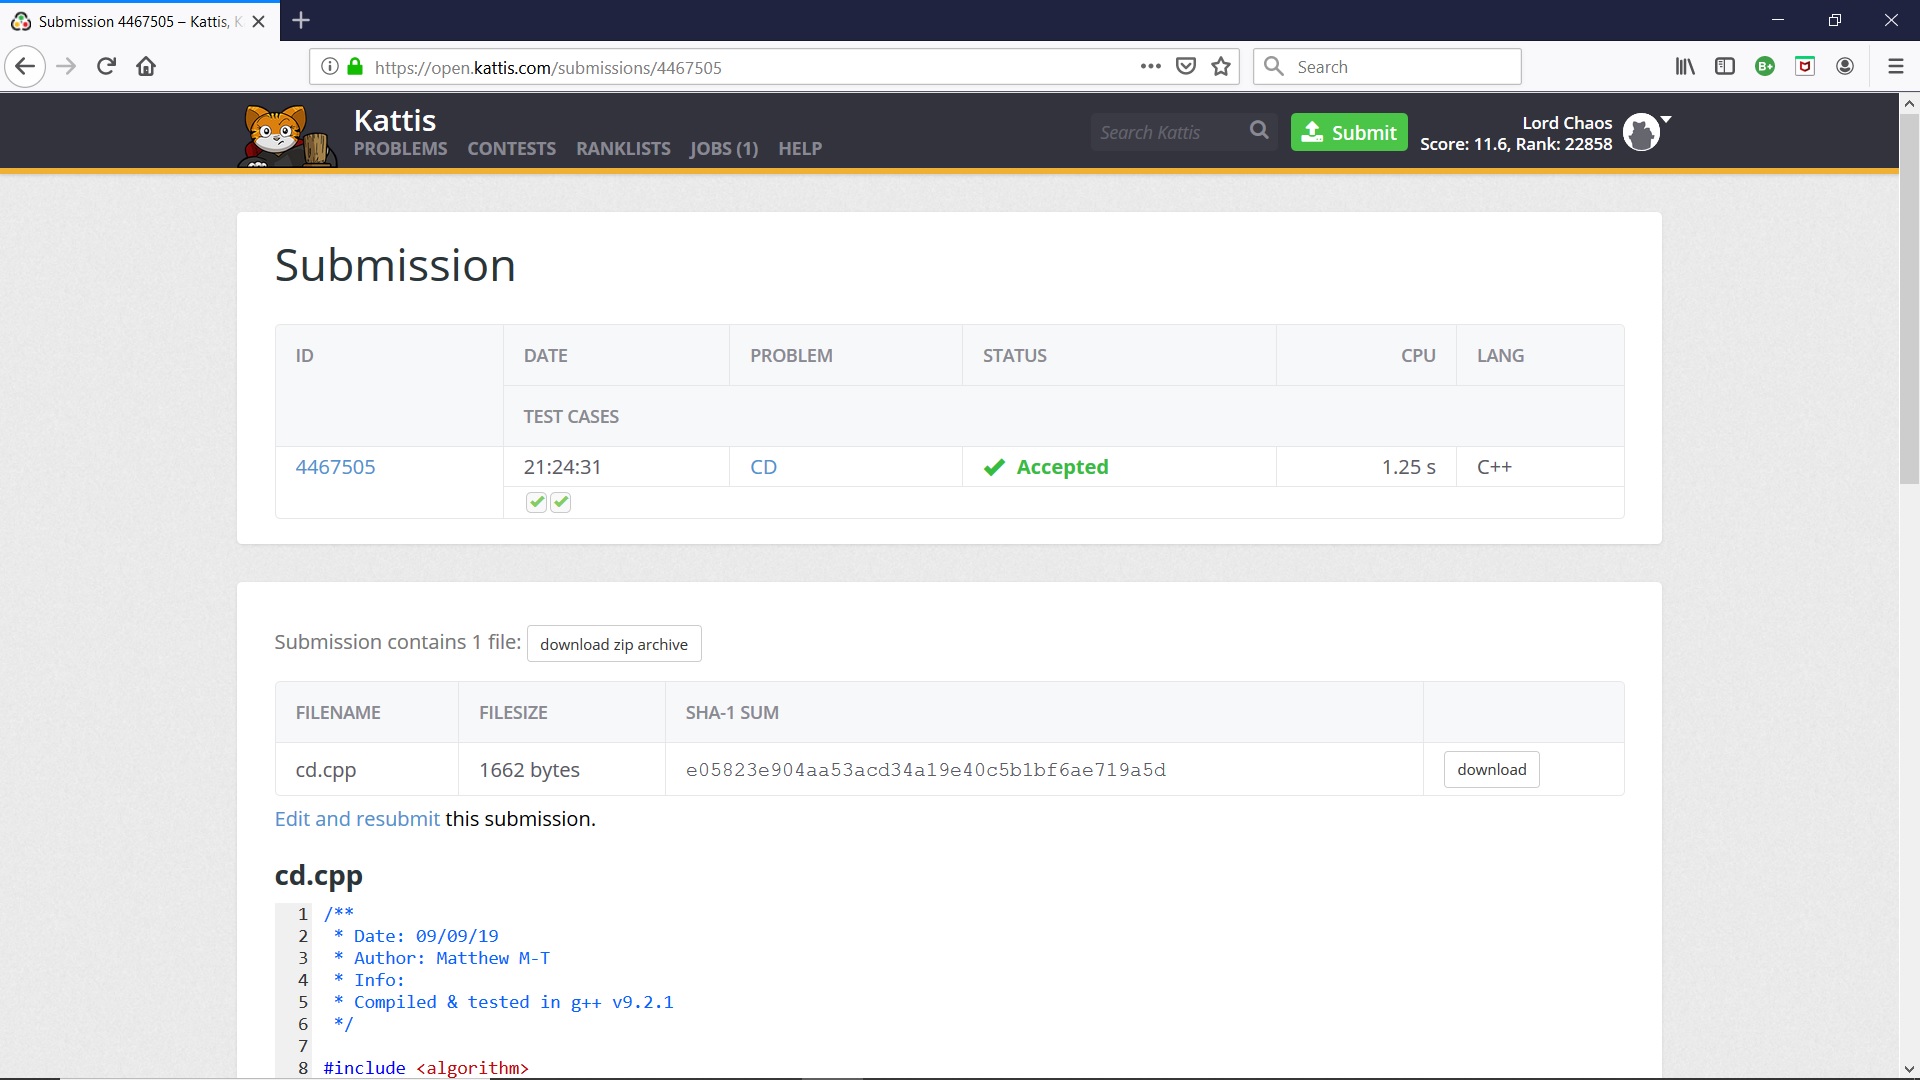 Submission 4467505 – Kattis, K
https://open.kattis.com/submissions/4467505
Search
Kattis
PROBLEMS CONTESTS RANKLISTS JOBS (1) HELP
Search Kattis
Submit
Lord Chaos
Score: 11.6, Rank: 22858
Submission
ID DATE PROBLEM STATUS CPU LANG
TEST CASES
4467505 21:24:31 CD Accepted 1.25 s C++
Submission contains 1 file: download zip archive
FILENAME FILESIZE SHA-1 SUM
cd.cpp 1662 bytes e05823e904aa53acd34a19e40c5b1bf6ae719a5d download
Edit and resubmit this submission.
cd.cpp
1 /**
2 * Date: 09/09/19
3 * Author: Matthew M-T
4 * Info:
5 * Compiled & tested in g++ v9.2.1
6 */
7
8 #include <algorithm>